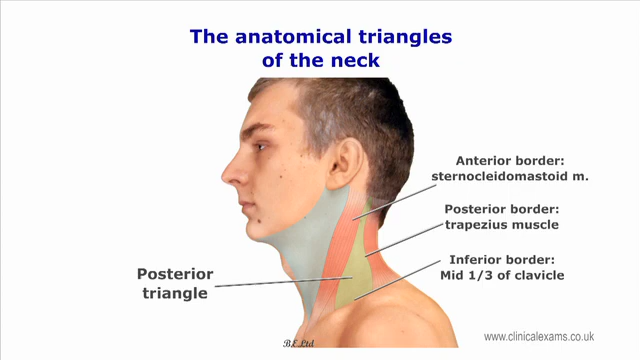 The anatomical triangles
of the neck
Anterior border:
sternocleidomastoid m.
Posterior border:
trapezius muscle
Inferior border:
Mid 1/3 of clavicle
Posterior
triangle
B.E.Ltd
www.clinicalexams.co.uk